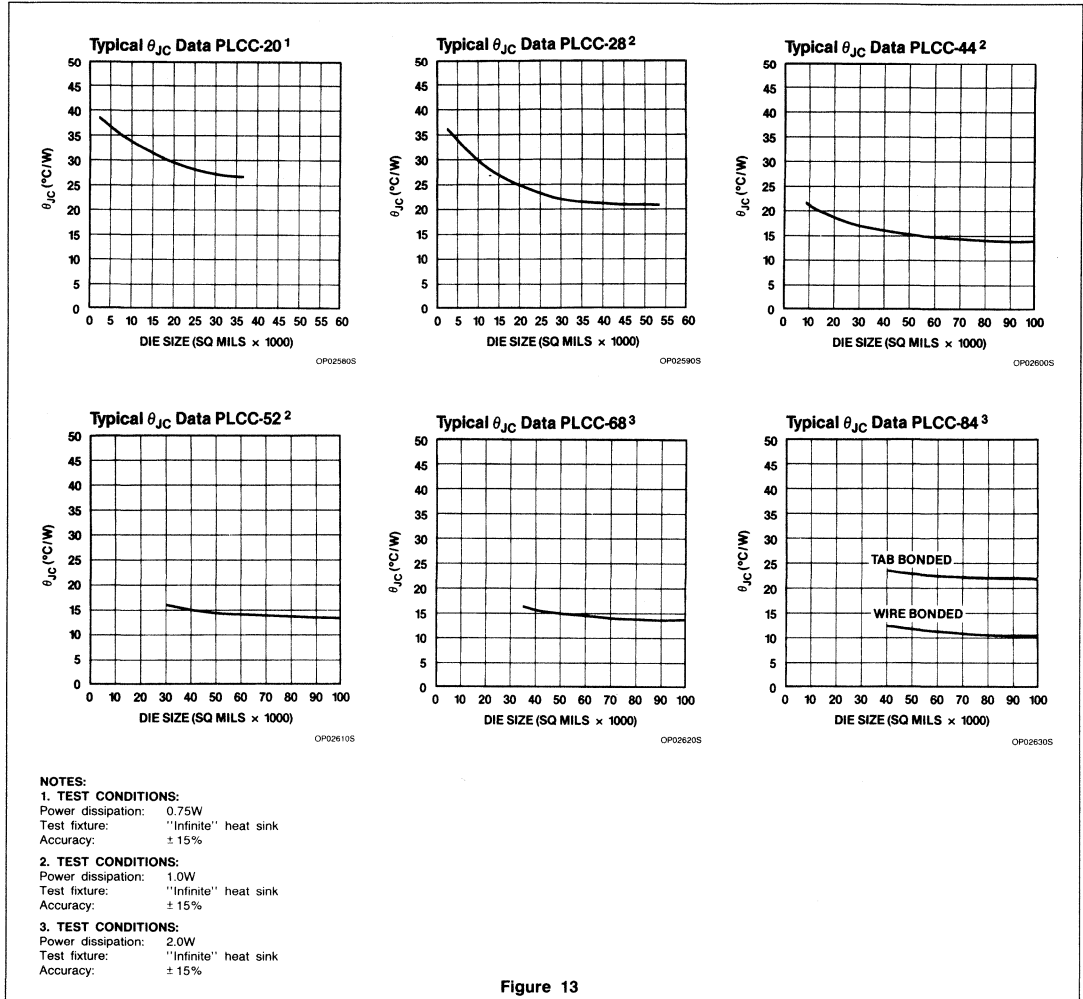 Typical θJC Data PLCC-20 1
50
45
40
35
30
25
20
15
10
5
0
θJC (°C/W)
0 5 10 15 20 25 30 35 40 45 50 55 60
DIE SIZE (SQ MILS × 1000)
OP02580S
Typical θJC Data PLCC-28 2
50
45
40
35
30
25
20
15
10
5
0
θJC (°C/W)
0 5 10 15 20 25 30 35 40 45 50 55 60
DIE SIZE (SQ MILS × 1000)
OP02590S
Typical θJC Data PLCC-44 2
50
45
40
35
30
25
20
15
10
5
0
θJC (°C/W)
0 10 20 30 40 50 60 70 80 90 100
DIE SIZE (SQ MILS × 1000)
OP02600S
Typical θJC Data PLCC-52 2
50
45
40
35
30
25
20
15
10
5
0
θJC (°C/W)
0 10 20 30 40 50 60 70 80 90 100
DIE SIZE (SQ MILS × 1000)
OP02610S
Typical θJC Data PLCC-68 3
50
45
40
35
30
25
20
15
10
5
0
θJC (°C/W)
0 10 20 30 40 50 60 70 80 90 100
DIE SIZE (SQ MILS × 1000)
OP02620S
Typical θJC Data PLCC-84 3
50
45
40
35
30
25
20
15
10
5
0
θJC (°C/W)
TAB BONDED
WIRE BONDED
0 10 20 30 40 50 60 70 80 90 100
DIE SIZE (SQ MILS × 1000)
OP02630S
NOTES:
1. TEST CONDITIONS:
Power dissipation: 0.75W
Test fixture: ''Infinite'' heat sink
Accuracy: ± 15%
2. TEST CONDITIONS:
Power dissipation: 1.0W
Test fixture: ''Infinite'' heat sink
Accuracy: ± 15%
3. TEST CONDITIONS:
Power dissipation: 2.0W
Test fixture: ''Infinite'' heat sink
Accuracy: ± 15%
Figure 13